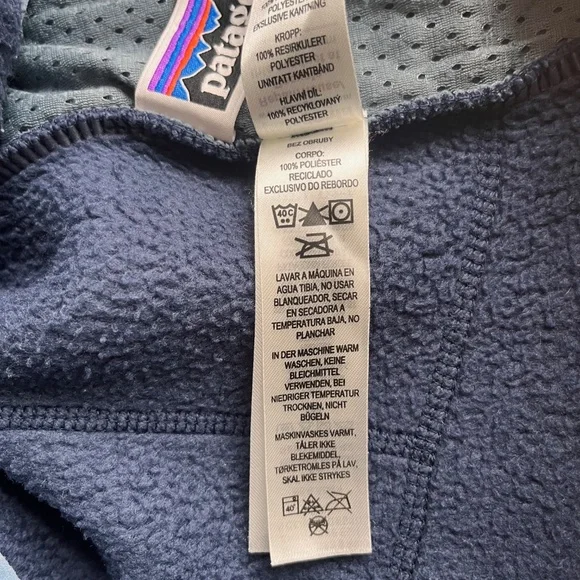 patago
POLYESTER
EKSLUSIVE KANTNING
KROPP:
100% RESIRKULERT
POLYESTER
UNNTATT KANTBÅND
HLAVNÍ DÍL:
100% RECYKLOVANÝ
POLYESTER
BEZ OBRUBY
CORPO:
100% POLIÉSTER
RECICLADO
EXCLUSIVO DO REBORDO
40C
LAVAR A MÁQUINA EN
AGUA TIBIA, NO USAR
BLANQUEADOR, SECAR
EN SECADORA A
TEMPERATURA BAJA, NO
PLANCHAR
IN DER MASCHINE WARM
WASCHEN, KEINE
BLEICHMITTEL
VERWENDEN, BEI
NIEDRIGER TEMPERATUR
TROCKNEN, NICHT
BÜGELN
MASKINVASKES VARMT,
TÅLER IKKE
BLEKEMIDDEL,
TØRKETROMLES PÅ LAV,
SKAL IKKE STRYKES
40°